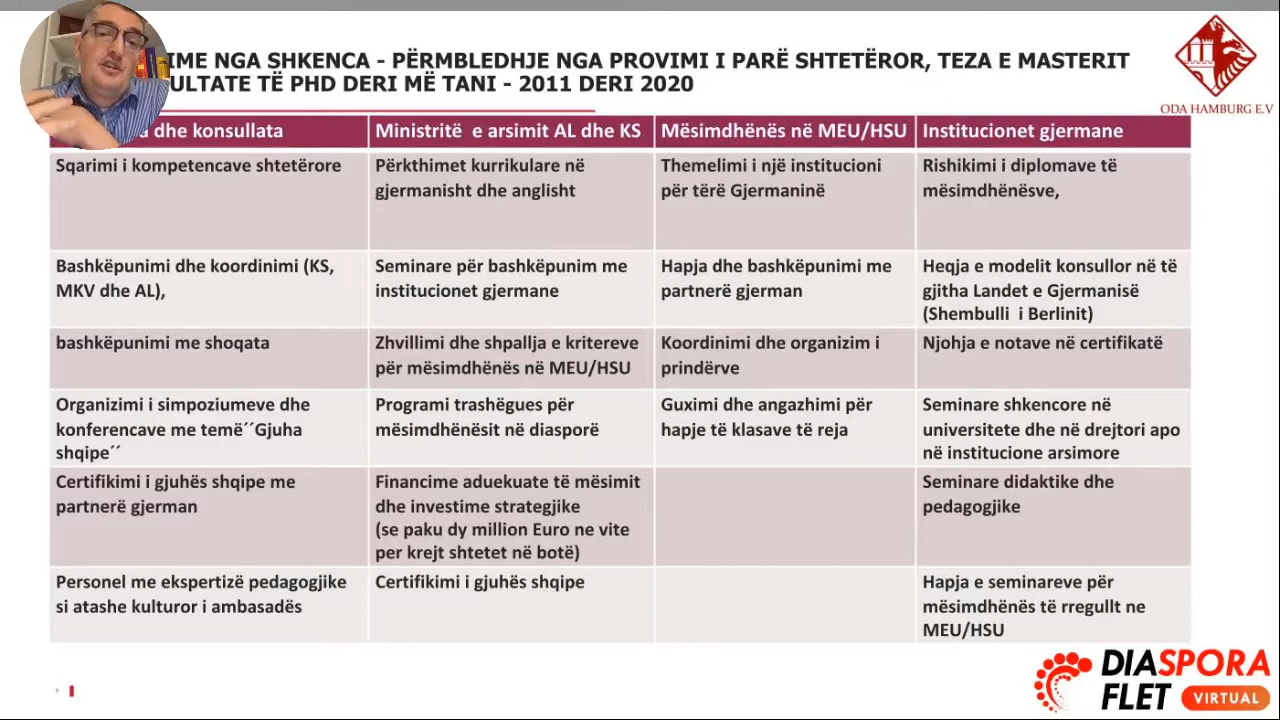 IME NGA SHKENCA - PËRMBLEDHJE NGA PROVIMI I PARË SHTETËROR, TEZA E MASTERIT
ULTATE TË PHD DERI MË TANI - 2011 DERI 2020
ODA HAMBURG E.V
dhe konsullata
Ministritë e arsimit AL dhe KS
Mësimdhënës në MEU/HSU
Institucionet gjermane
Sqarimi i kompetencave shtetërore
Përkthimet kurrikulare në
gjermanisht dhe anglisht
Themelimi i një institucioni
për tërë Gjermaninë
Rishikimi i diplomave të
mësimdhënësve,
Bashkëpunimi dhe koordinimi (KS,
MKV dhe AL),
Seminare për bashkëpunim me
institucionet gjermane
Hapja dhe bashkëpunimi me
partnerë gjerman
Heqja e modelit konsullor në të
gjitha Landet e Gjermanisë
(Shembulli i Berlinit)
bashkëpunimi me shoqata
Zhvillimi dhe shpallja e kritereve
për mësimdhënës në MEU/HSU
Koordinimi dhe organizim i
prindërve
Njohja e notave në certifikatë
Organizimi i simpoziumeve dhe
konferencave me temë´´Gjuha
shqipe´´
Programi trashëgues për
mësimdhënësit në diasporë
Guximi dhe angazhimi për
hapje të klasave të reja
Seminare shkencore në
universitete dhe në drejtori apo
në institucione arsimore
Certifikimi i gjuhës shqipe me
partnerë gjerman
Financime aduekuate të mësimit
dhe investime strategjike
(se paku dy million Euro ne vite
per krejt shtetet në botë)
Seminare didaktike dhe
pedagogjike
Personel me ekspertizë pedagogjike
si atashe kulturor i ambasadës
Certifikimi i gjuhës shqipe
Hapja e seminareve për
mësimdhënës të rregullt ne
MEU/HSU
DIASPORA
FLET VIRTUAL